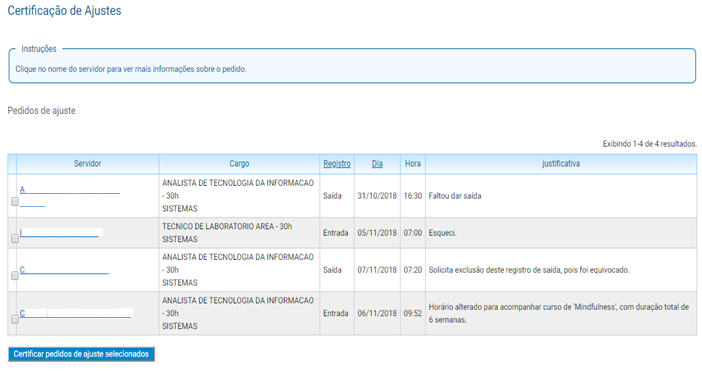 Certificação de Ajustes
Instruções
Clique no nome do servidor para ver mais informações sobre o pedido.
Pedidos de ajuste
Exibindo 1-4 de 4 resultados.
Servidor Cargo Registro Dia Hora justificativa
A
ANALISTA DE TECNOLOGIA DA INFORMACAO
- 30h
SISTEMAS
Saída 31/10/2018 16:30 Faltou dar saída
I
TECNICO DE LABORATORIO AREA - 30h
SISTEMAS
Entrada 05/11/2018 07:00 Esqueci.
C
ANALISTA DE TECNOLOGIA DA INFORMACAO
- 30h
SISTEMAS
Saída 07/11/2018 07:20 Solicita exclusão deste registro de saída, pois foi equivocado.
C
ANALISTA DE TECNOLOGIA DA INFORMACAO
- 30h
SISTEMAS
Entrada 06/11/2018 09:52 Horário alterado para acompanhar curso de 'Mindfulness', com duração total de
6 semanas.
Certificar pedidos de ajuste selecionados